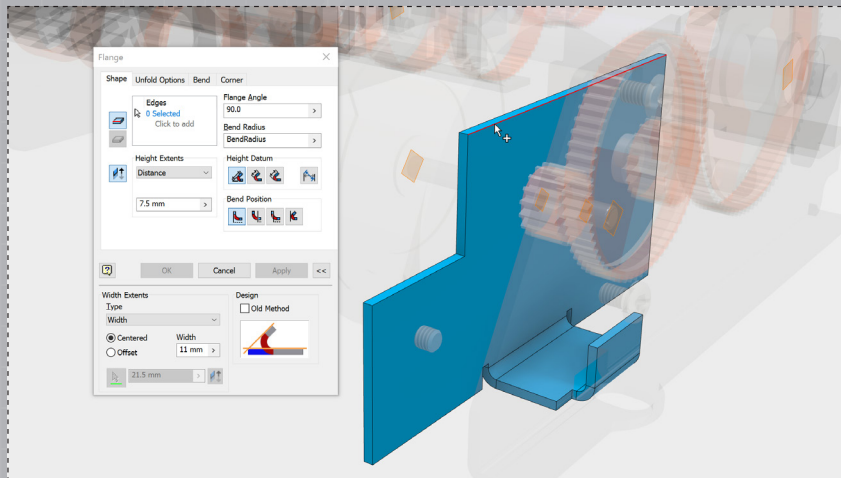 Flange
Shape Unfold Options Bend Corner
Edges
0 Selected
Click to add
Flange Angle
90.0
Bend Radius
BendRadius
Height Extents
Distance
7.5 mm
Height Datum
Bend Position
OK Cancel Apply <<
Width Extents
Type
Width
Centered
Offset
Width
11 mm
21.5 mm
Design
Old Method